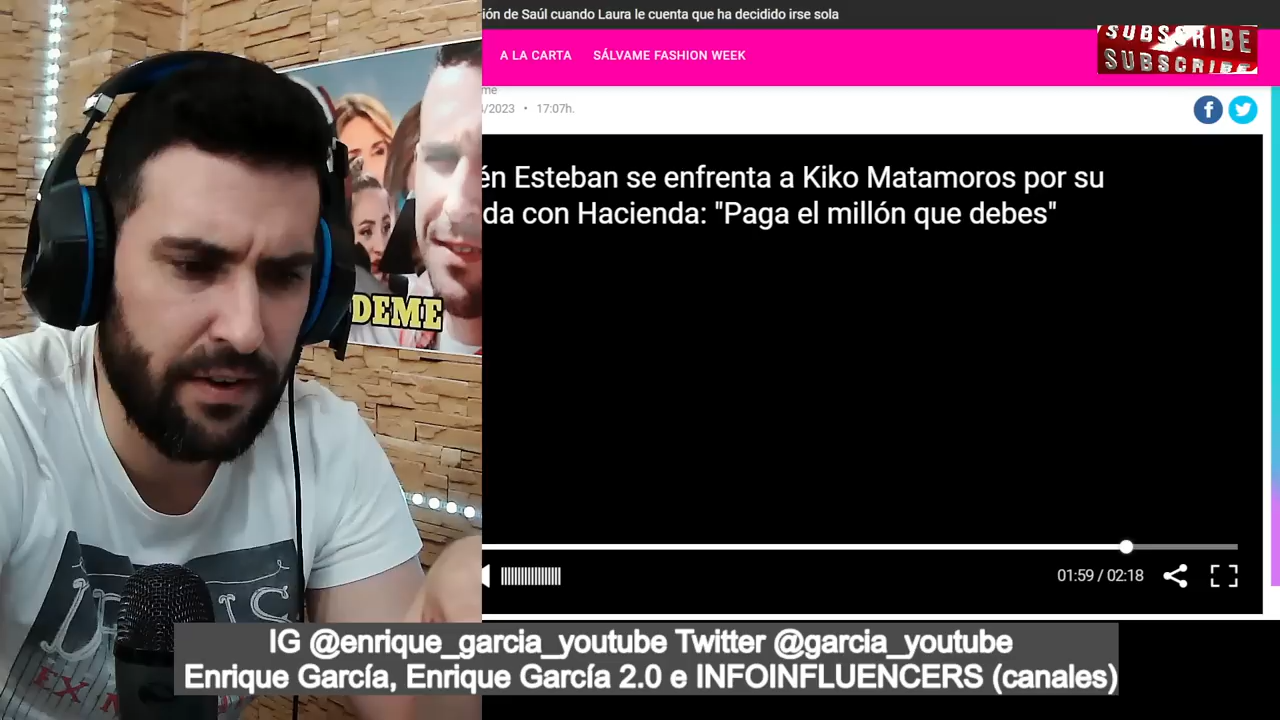 ión de Saúl cuando Laura le cuenta que ha decidido irse sola
SUBSCRIBE
SUBSCRIBE
A LA CARTA SÁLVAME FASHION WEEK
me
/2023 • 17:07h.
én Esteban se enfrenta a Kiko Matamoros por su
da con Hacienda: "Paga el millón que debes"
DEME
01:59 / 02:18
IG @enrique_garcia_youtube Twitter @garcia_youtube
Enrique García, Enrique García 2.0 e INFOINFLUENCERS (canales)